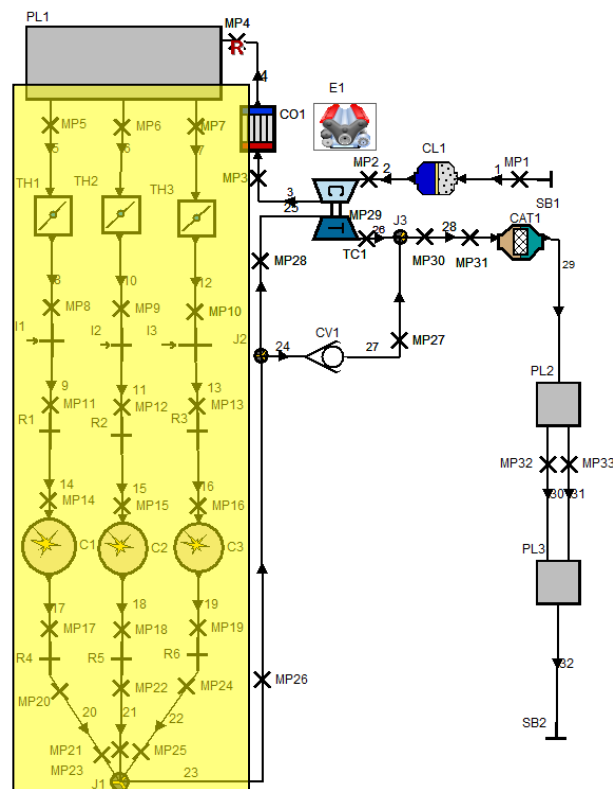 PL1
MP4
R
4
E1
CO1
MP5
MP6
MP7
5
6
7
CL1
MP2
2
1
MP1
SB1
MP3
3
C
TH1
TH2
TH3
25
MP29
T
J3
28
CAT1
26
TC1
MP30
MP31
29
MP28
8
10
12
MP8
MP9
MP10
I1
I2
I3
J2
24
CV1
27
MP27
9
11
13
MP11
MP12
MP13
R1
R2
R3
PL2
MP32
MP33
14
15
16
MP14
MP15
MP16
30
31
C1
C2
C3
PL3
17
18
19
MP17
MP18
MP19
R4
R5
R6
32
MP20
MP22
MP24
MP26
20
21
22
SB2
MP21
MP25
MP23
23
J1